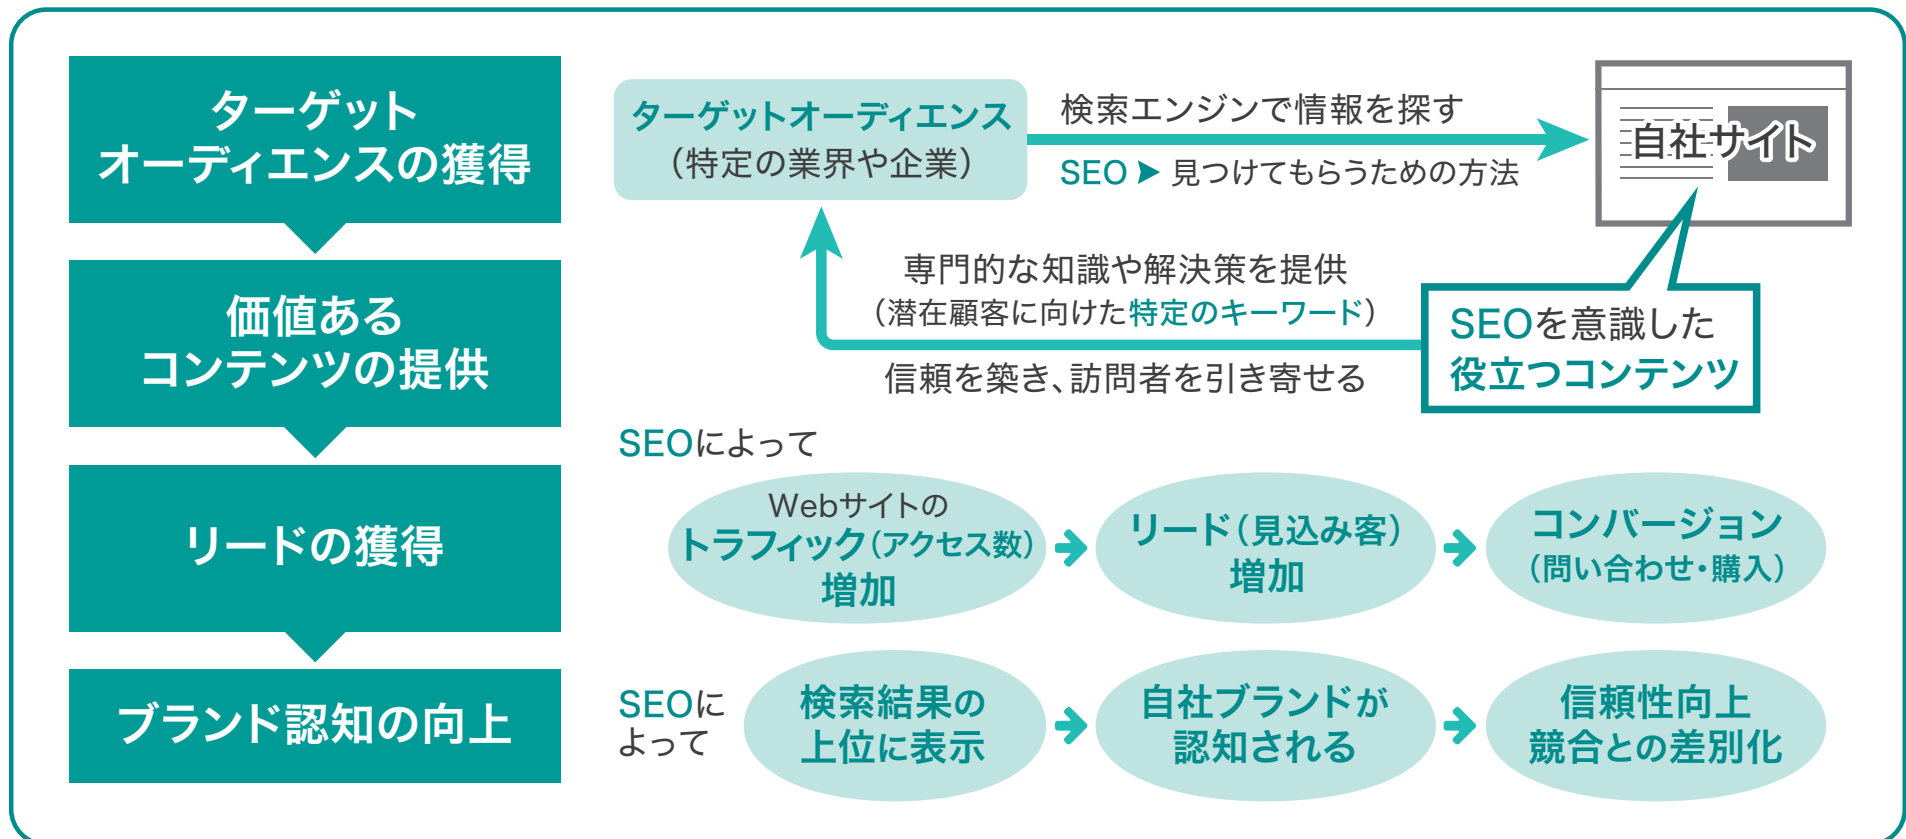 ターゲット
オーディエンスの獲得
ターゲットオーディエンス
（特定の業界や企業）
検索エンジンで情報を探す
SEO ➤ 見つけてもらうための方法
自社サイト
価値ある
コンテンツの提供
専門的な知識や解決策を提供
（潜在顧客に向けた特定のキーワード）
信頼を築き、訪問者を引き寄せる
SEOを意識した
役立つコンテンツ
リードの獲得
SEOによって
Webサイトの
トラフィック（アクセス数）
増加
リード（見込み客）
増加
コンバージョン
（問い合わせ・購入）
ブランド認知の向上
SEOに
よって
検索結果の
上位に表示
自社ブランドが
認知される
信頼性向上
競合との差別化